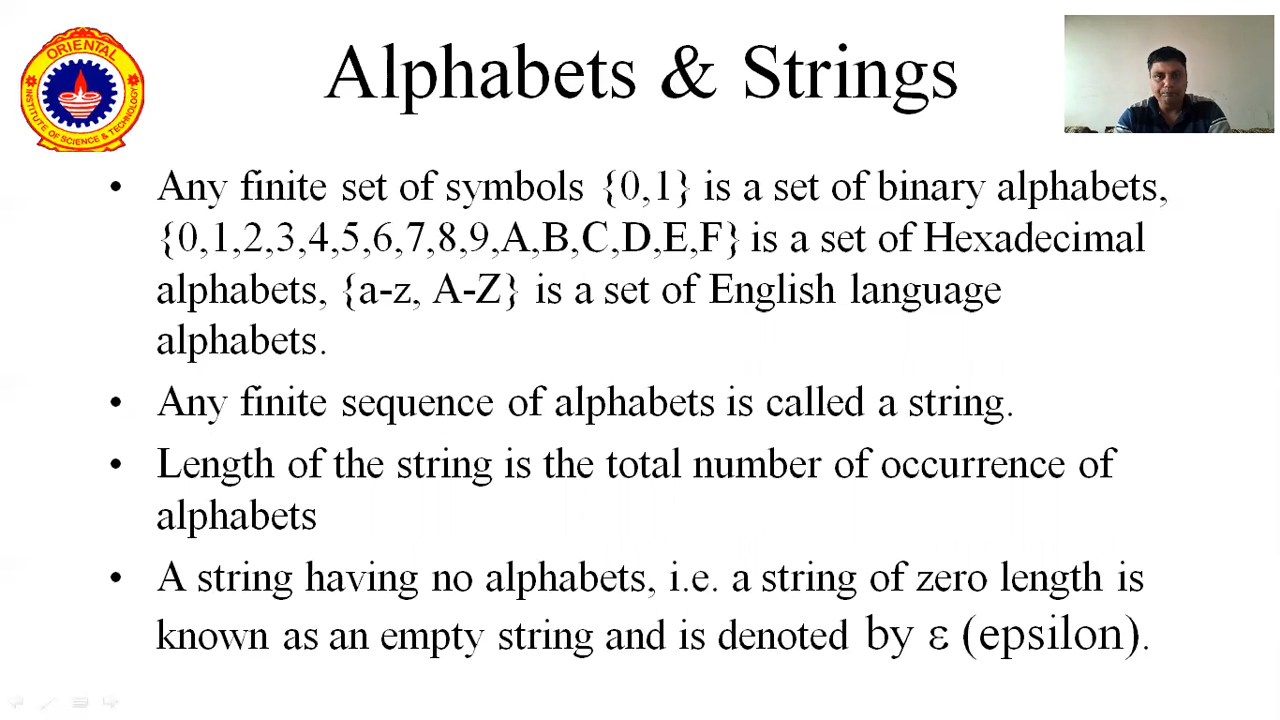 ORIENTAL
INSTITUTE OF SCIENCE & TECHNOLOGY
Alphabets & Strings
• Any finite set of symbols {0,1} is a set of binary alphabets,
{0,1,2,3,4,5,6,7,8,9,A,B,C,D,E,F} is a set of Hexadecimal
alphabets, {a-z, A-Z} is a set of English language
alphabets.
• Any finite sequence of alphabets is called a string.
• Length of the string is the total number of occurrence of
alphabets
• A string having no alphabets, i.e. a string of zero length is
known as an empty string and is denoted by ε (epsilon).